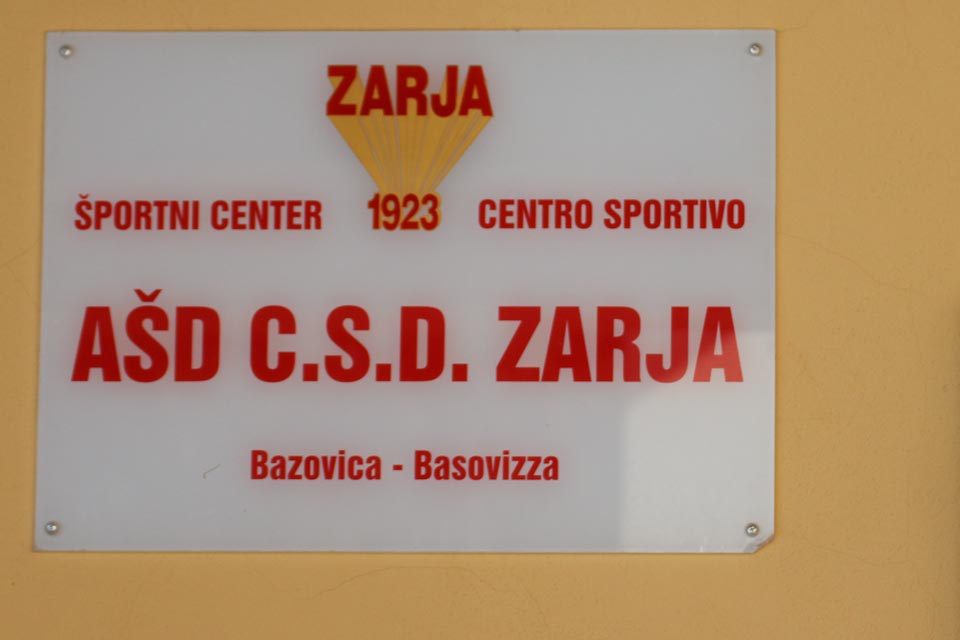 ZARJA
ŠPORTNI CENTER 1923 CENTRO SPORTIVO
AŠD C.S.D. ZARJA
Bazovica - Basovizza